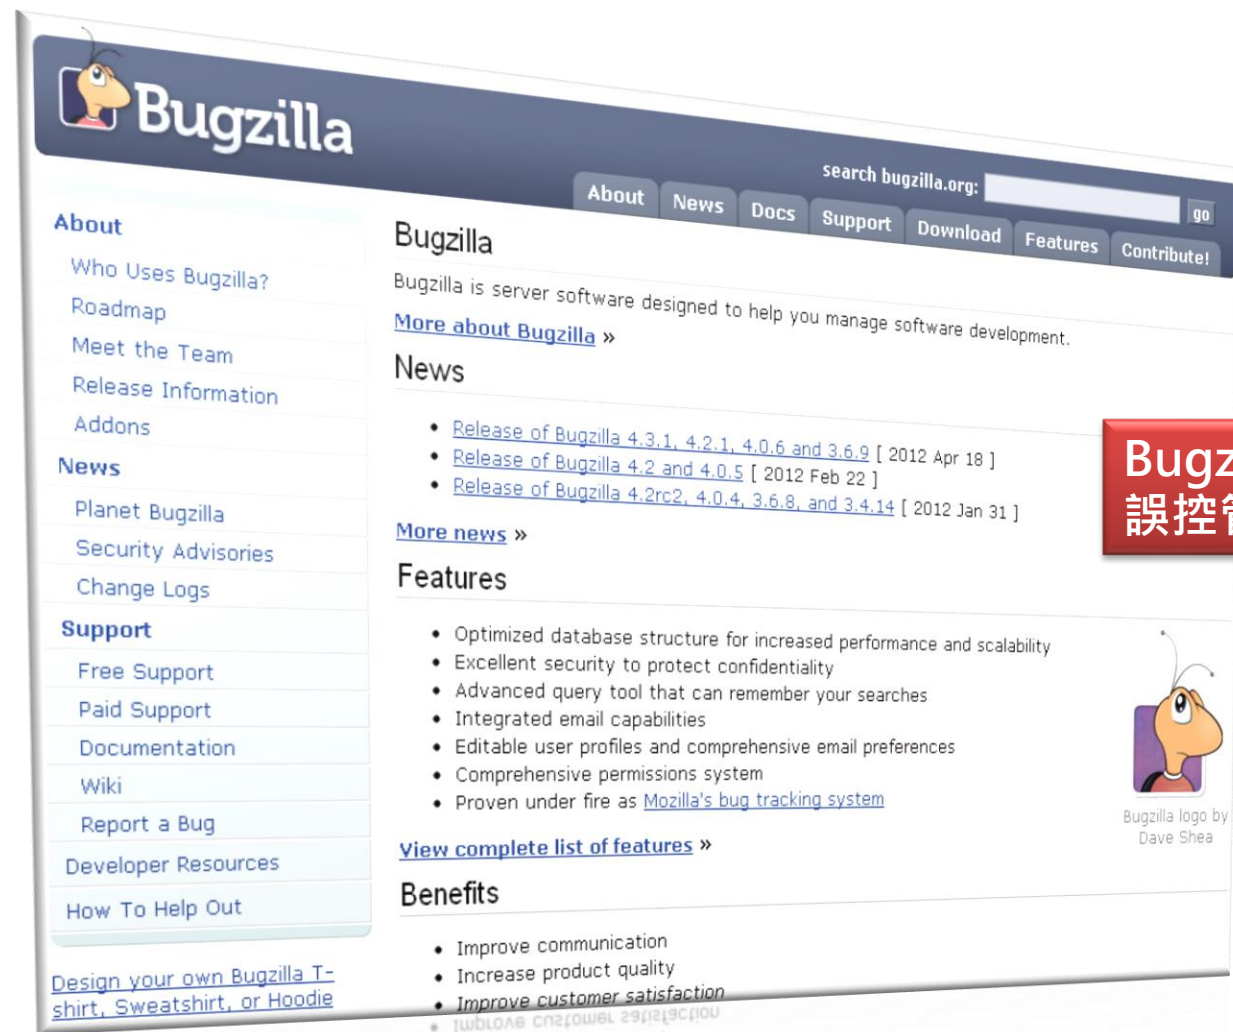 Bugzilla
search bugzilla.org:
go
About
News
Docs
Support
Download
Features
Contribute!
About
Who Uses Bugzilla?
Roadmap
Meet the Team
Release Information
Addons
News
Planet Bugzilla
Security Advisories
Change Logs
Support
Free Support
Paid Support
Documentation
Wiki
Report a Bug
Developer Resources
How To Help Out
Design your own Bugzilla T-
shirt, Sweatshirt, or Hoodie
Bugzilla
Bugzilla is server software designed to help you manage software development.
More about Bugzilla »
News
• Release of Bugzilla 4.3.1, 4.2.1, 4.0.6 and 3.6.9 [ 2012 Apr 18 ]
• Release of Bugzilla 4.2 and 4.0.5 [ 2012 Feb 22 ]
• Release of Bugzilla 4.2rc2, 4.0.4, 3.6.8, and 3.4.14 [ 2012 Jan 31 ]
More news »
Features
• Optimized database structure for increased performance and scalability
• Excellent security to protect confidentiality
• Advanced query tool that can remember your searches
• Integrated email capabilities
• Editable user profiles and comprehensive email preferences
• Comprehensive permissions system
• Proven under fire as Mozilla's bug tracking system
View complete list of features »
Bugzilla logo by
Dave Shea
Benefits
• Improve communication
• Increase product quality
• Improve customer satisfaction
Bugz
誤控